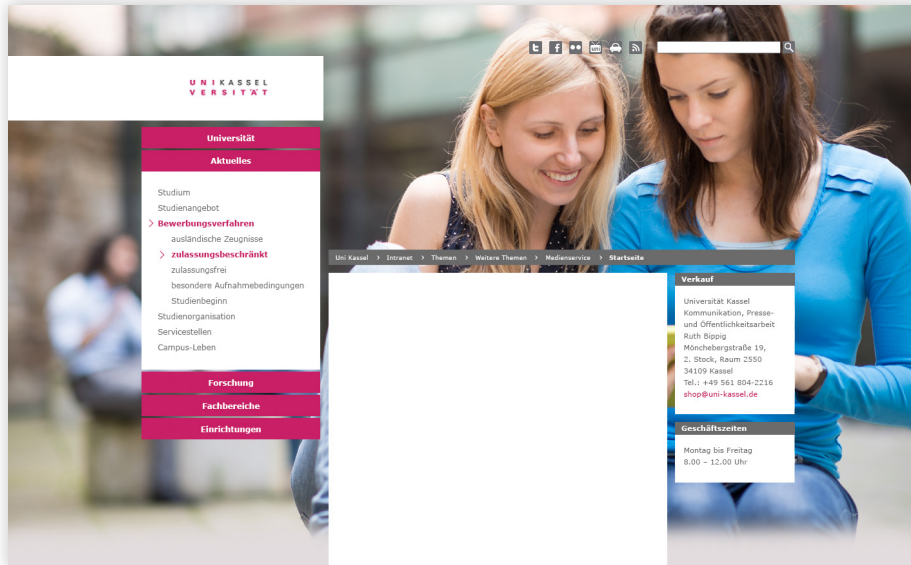 UNIKASSEL
VERSITÄT
Universität
Aktuelles
Studium
Studienangebot
Bewerbungsverfahren
ausländische Zeugnisse
zulassungsbeschränkt
zulassungsfrei
besondere Aufnahmebedingungen
Studienbeginn
Studienorganisation
Servicestellen
Campus-Leben
Forschung
Fachbereiche
Einrichtungen
Uni Kassel > Intranet > Themen > Weitere Themen > Medienservice > Startseite
Verkauf
Universität Kassel
Kommunikation, Presse-
und Öffentlichkeitsarbeit
Ruth Bippig
Mönchebergstraße 19,
2. Stock, Raum 2550
34109 Kassel
Tel.: +49 561 804-2216
shop@uni-kassel.de
Geschäftszeiten
Montag bis Freitag
8.00 – 12.00 Uhr